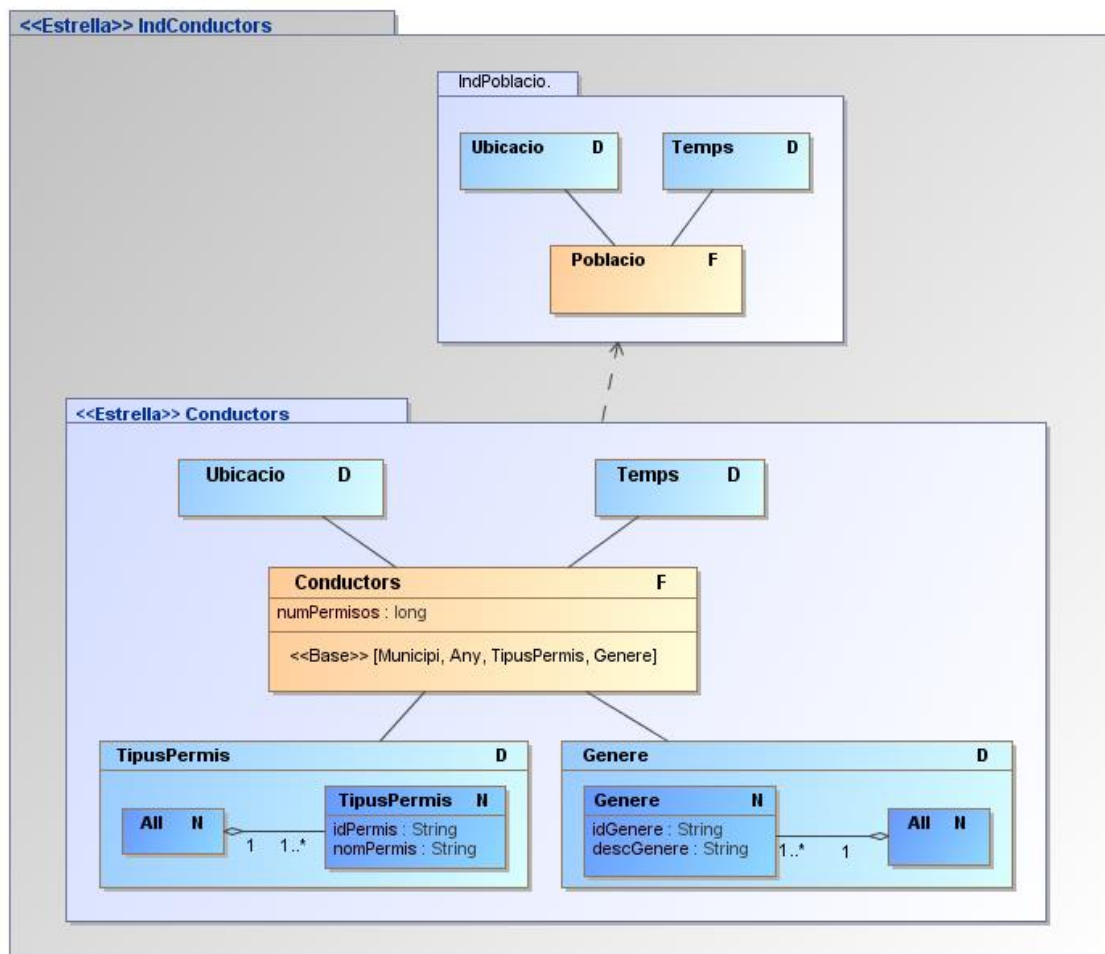 <<Estrella>> IndConductors
IndPoblacio.
Ubicacio D
Temps D
Poblacio F
<<Estrella>> Conductors
Ubicacio D
Temps D
Conductors F
numPermisos : long
<<Base>> [Municipi, Any, TipusPermis, Genere]
TipusPermis D
All N
1
1..*
TipusPermis N
idPermis : String
nomPermis : String
Genere D
Genere N
idGenere : String
descGenere : String
1..*
1
All N